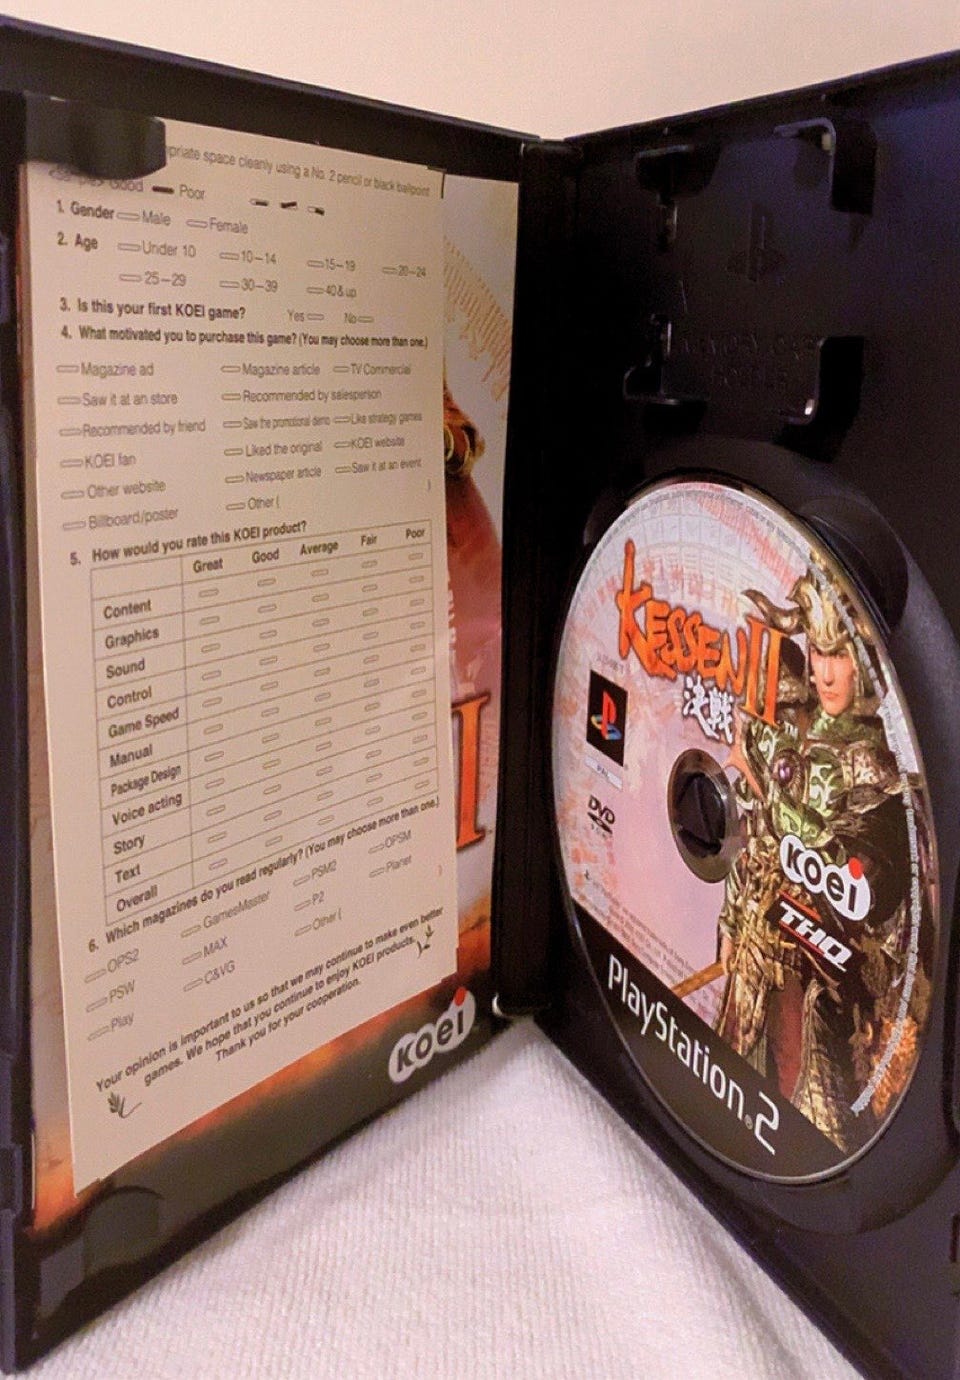 priate space cleanly using a No. 2 pencil or black ballpoint
Good Poor
1. Gender Male Female
2. Age Under 10 10–14 15–19 20–24
25–29 30–39 40 & up
3. Is this your first KOEI game? Yes No
4. What motivated you to purchase this game? (You may choose more than one.)
Magazine ad Magazine article TV Commercial
Saw it at an store Recommended by salesperson
Recommended by friend Saw the promotional demo Like strategy games
KOEI fan Liked the original KOEI website
Other website Newspaper article Saw it at an event
Billboard/poster Other ( )
5. How would you rate this KOEI product?
Great Good Average Fair Poor
Content
Graphics
Sound
Control
Game Speed
Manual
Package Design
Voice acting
Story
Text
Overall
6. Which magazines do you read regularly? (You may choose more than one.)
OPS2 GamesMaster PSM2 OPSM
PSW MAX P2 Planet
Play C&VG Other ( )
Your opinion is important to us so that we may continue to make even better
games. We hope that you continue to enjoy KOEI products.
Thank you for your cooperation.
II
KOEI
KESSEN II
決戦
TM
PAL
DVD
KOEI
THQ
PlayStation®2